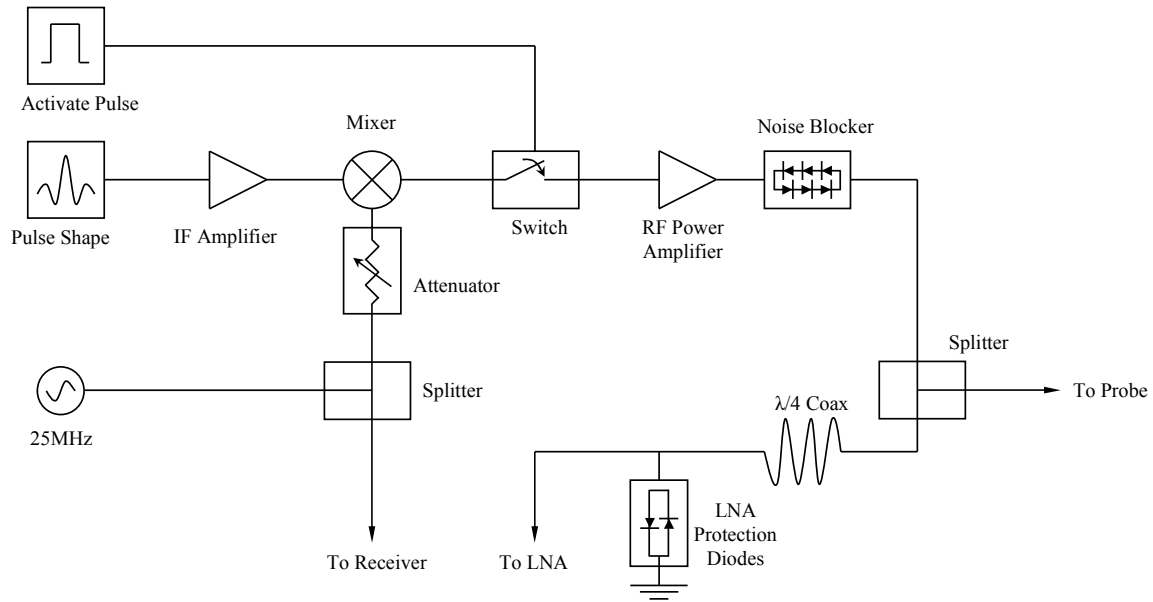 Activate Pulse
Mixer
Noise Blocker
Pulse Shape
IF Amplifier
Switch
RF Power
Amplifier
Attenuator
Splitter
Splitter
25MHz
λ/4 Coax
To Probe
LNA
Protection
Diodes
To Receiver
To LNA